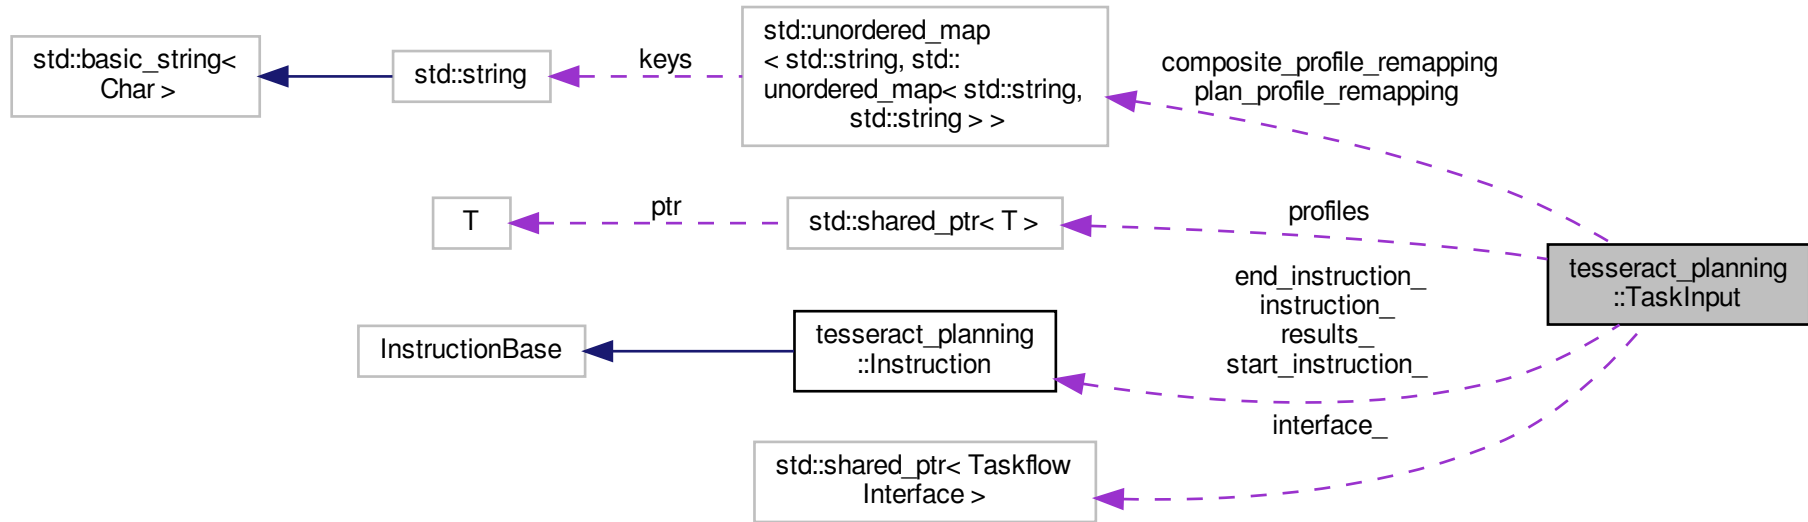 std::basic_string<
Char >
std::string
keys
std::unordered_map
< std::string, std::
unordered_map< std::string,
std::string > >
composite_profile_remapping
plan_profile_remapping
T
ptr
std::shared_ptr< T >
profiles
tesseract_planning
::TaskInput
end_instruction_
instruction_
results_
start_instruction_
InstructionBase
tesseract_planning
::Instruction
interface_
std::shared_ptr< Taskflow
Interface >